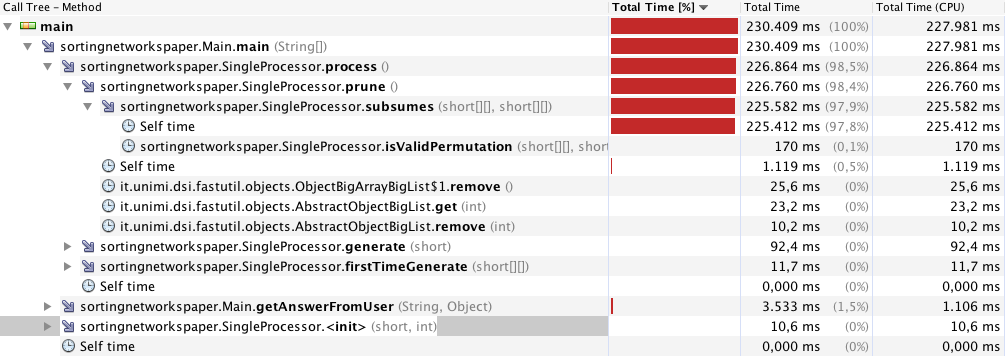 Call Tree - Method Total Time [%] Total Time Total Time (CPU)
main 230.409 ms (100%) 227.981 ms
sortingnetworkspaper.Main.main (String[]) 230.409 ms (100%) 227.981 ms
sortingnetworkspaper.SingleProcessor.process () 226.864 ms (98,5%) 226.864 ms
sortingnetworkspaper.SingleProcessor.prune () 226.760 ms (98,4%) 226.760 ms
sortingnetworkspaper.SingleProcessor.subsumes (short[][], short[][]) 225.582 ms (97,9%) 225.582 ms
Self time 225.412 ms (97,8%) 225.412 ms
sortingnetworkspaper.SingleProcessor.isValidPermutation (short[][], short 170 ms (0,1%) 170 ms
Self time 1.119 ms (0,5%) 1.119 ms
it.unimi.dsi.fastutil.objects.ObjectBigArrayBigList$1.remove () 25,6 ms (0%) 25,6 ms
it.unimi.dsi.fastutil.objects.AbstractObjectBigList.get (int) 23,2 ms (0%) 23,2 ms
it.unimi.dsi.fastutil.objects.AbstractObjectBigList.remove (int) 10,2 ms (0%) 10,2 ms
sortingnetworkspaper.SingleProcessor.generate (short) 92,4 ms (0%) 92,4 ms
sortingnetworkspaper.SingleProcessor.firstTimeGenerate (short[][]) 11,7 ms (0%) 11,7 ms
Self time 0,000 ms (0%) 0,000 ms
sortingnetworkspaper.Main.getAnswerFromUser (String, Object) 3.533 ms (1,5%) 1.106 ms
sortingnetworkspaper.SingleProcessor.<init> (short, int) 10,6 ms (0%) 10,6 ms
Self time 0,000 ms (0%) 0,000 ms